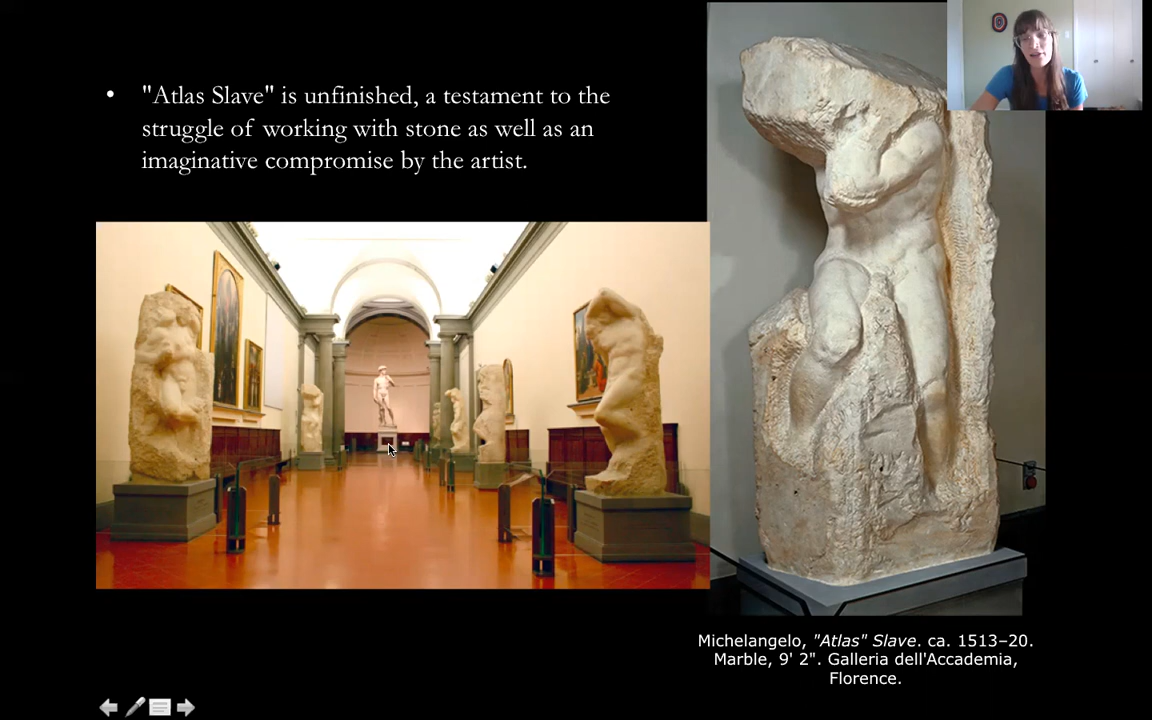 • "Atlas Slave" is unfinished, a testament to the
struggle of working with stone as well as an
imaginative compromise by the artist.
Michelangelo, "Atlas" Slave. ca. 1513–20.
Marble, 9' 2". Galleria dell'Accademia,
Florence.